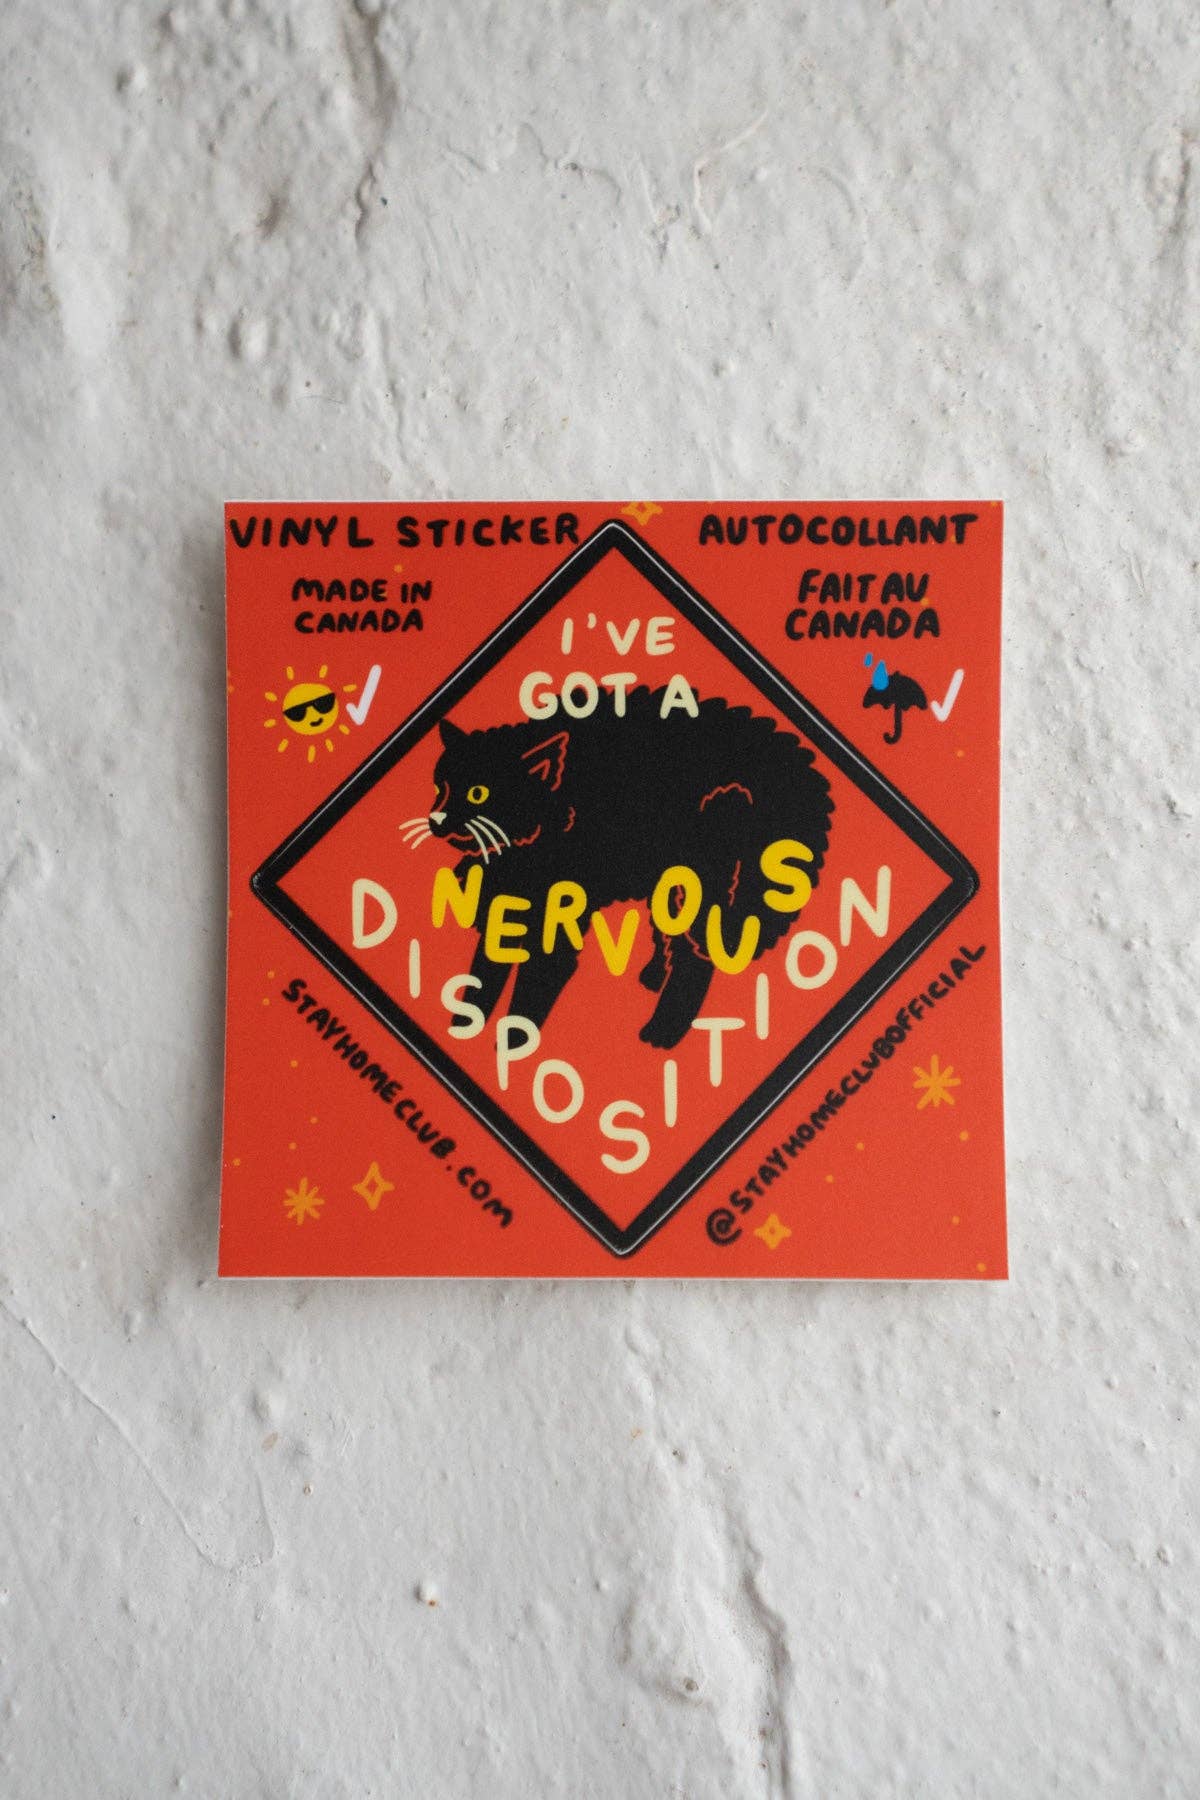 VINYL STICKER
MADE IN
CANADA
AUTOCOLLANT
FAIT AU
CANADA
I'VE
GOT A
NERVOUS
DISPOSITION
STAYHOMECLUB.COM
@STAYHOMECLUBOFFICIAL